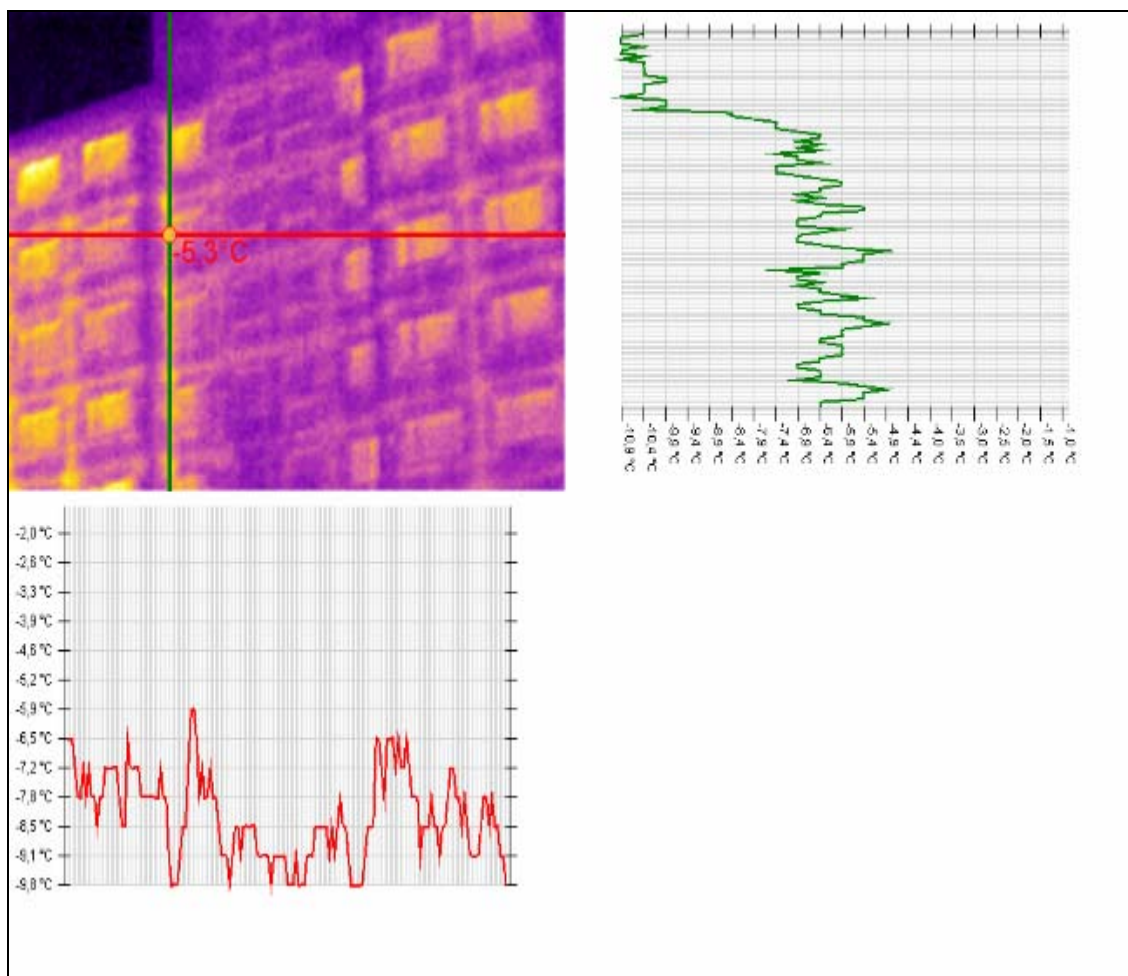 -5,3°C
-10,9 °C
-10,4 °C
-9,9 °C
-9,4 °C
-8,9 °C
-8,4 °C
-7,9 °C
-7,4 °C
-6,9 °C
-6,4 °C
-5,9 °C
-5,4 °C
-4,9 °C
-4,4 °C
-4,0 °C
-3,5 °C
-3,0 °C
-2,5 °C
-2,0 °C
-1,5 °C
-1,0 °C
-2,0 °C
-2,6 °C
-3,3 °C
-3,9 °C
-4,6 °C
-5,2 °C
-5,9 °C
-6,5 °C
-7,2 °C
-7,8 °C
-8,5 °C
-9,1 °C
-9,8 °C